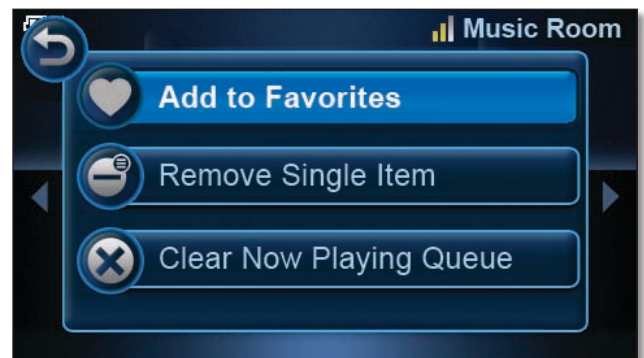 Music Room
Add to Favorites
Remove Single Item
Clear Now Playing Queue